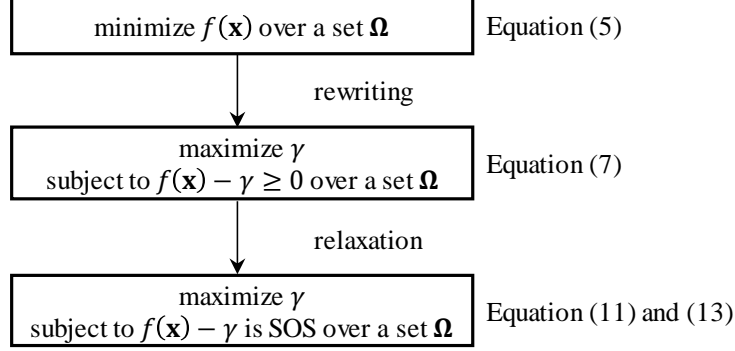 minimize f(x) over a set Ω
Equation (5)
rewriting
maximize γ
subject to f(x) − γ ≥ 0 over a set Ω
Equation (7)
relaxation
maximize γ
subject to f(x) − γ is SOS over a set Ω
Equation (11) and (13)